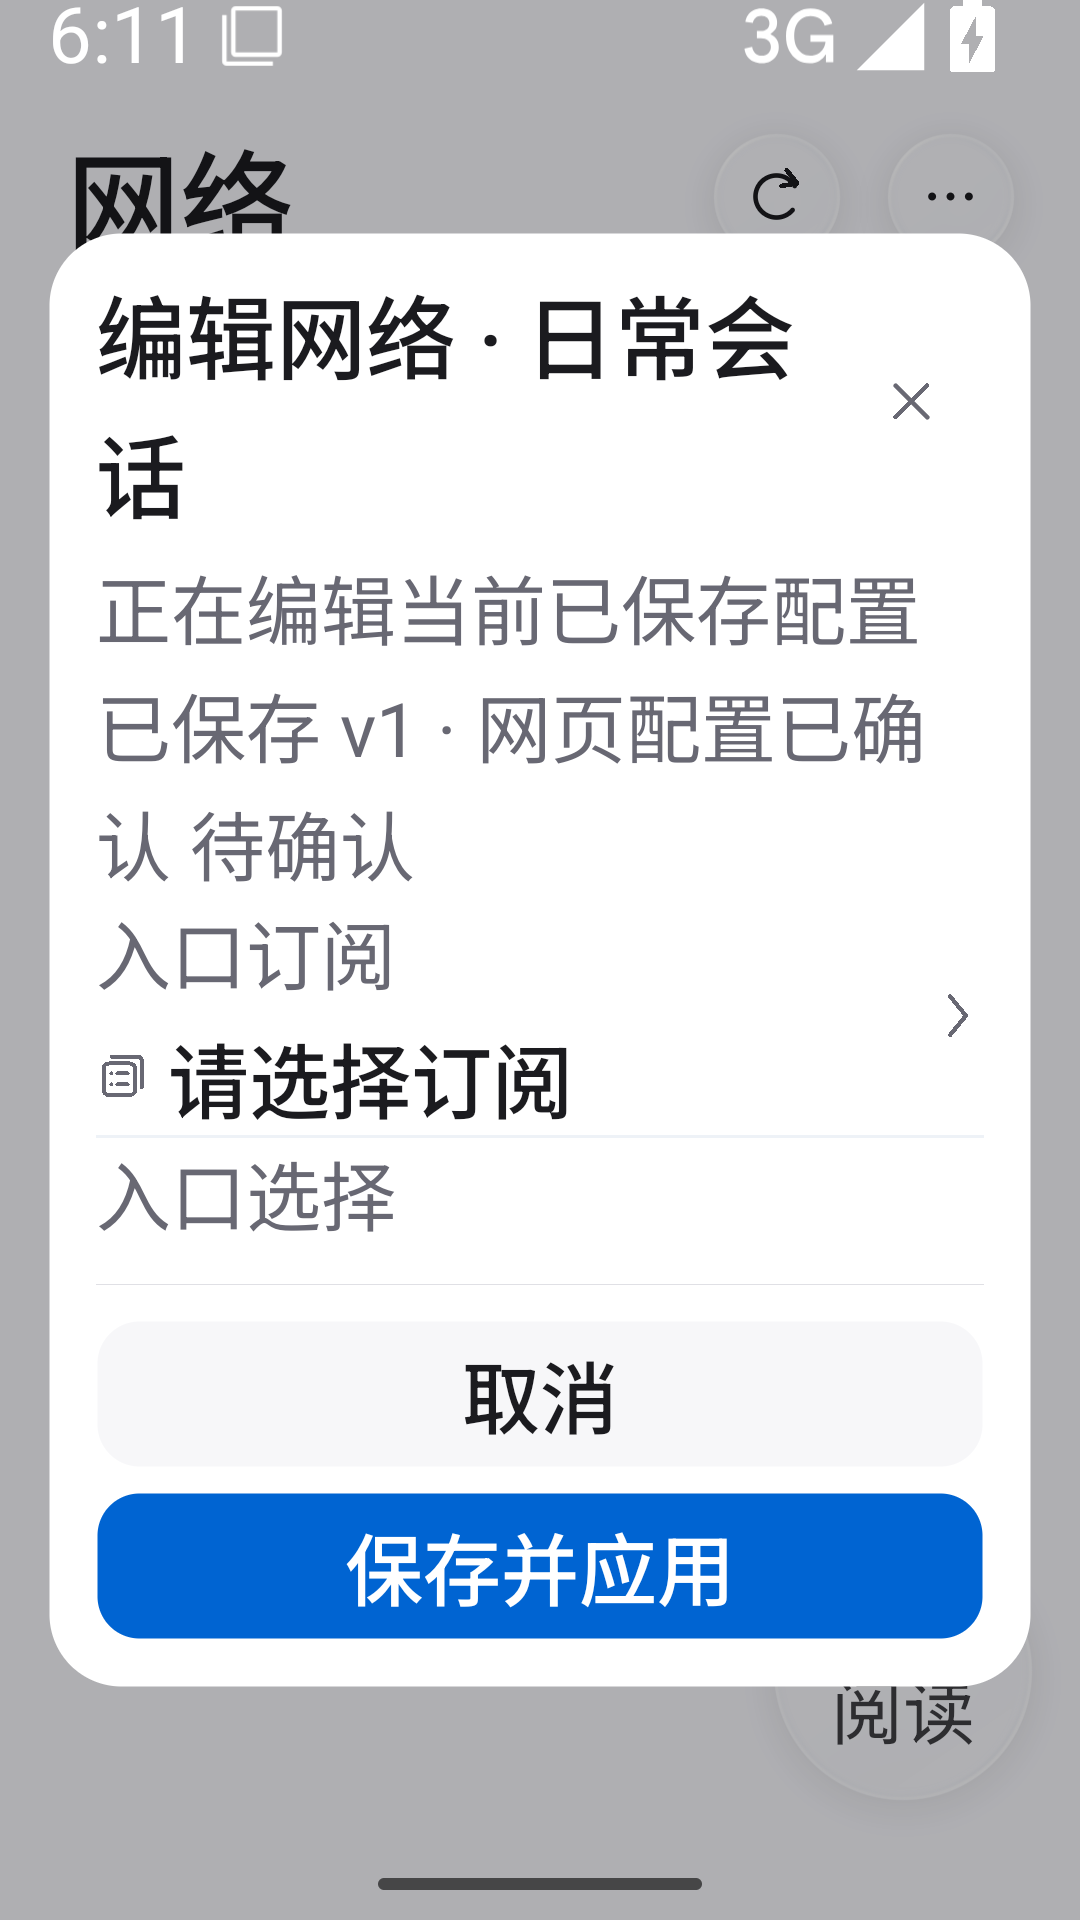 6:11 3G
网络
编辑网络 · 日常会
话
正在编辑当前已保存配置
已保存 v1 · 网页配置已确
认 待确认
入口订阅
请选择订阅
入口选择
取消
保存并应用
阅读